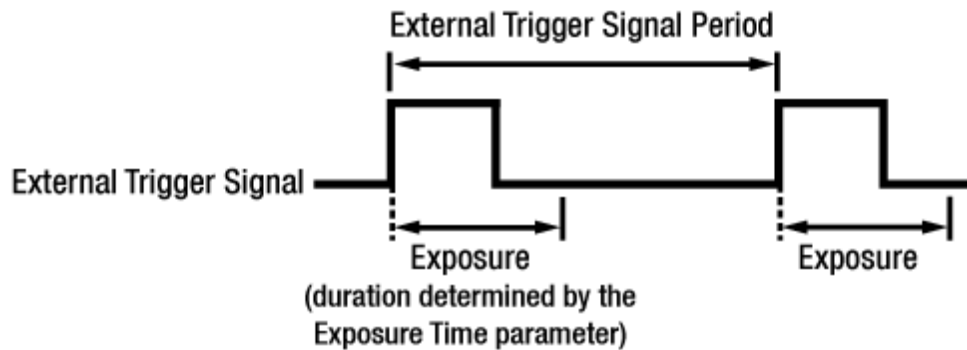 External Trigger Signal Period
External Trigger Signal
Exposure
(duration determined by the
Exposure Time parameter)
Exposure